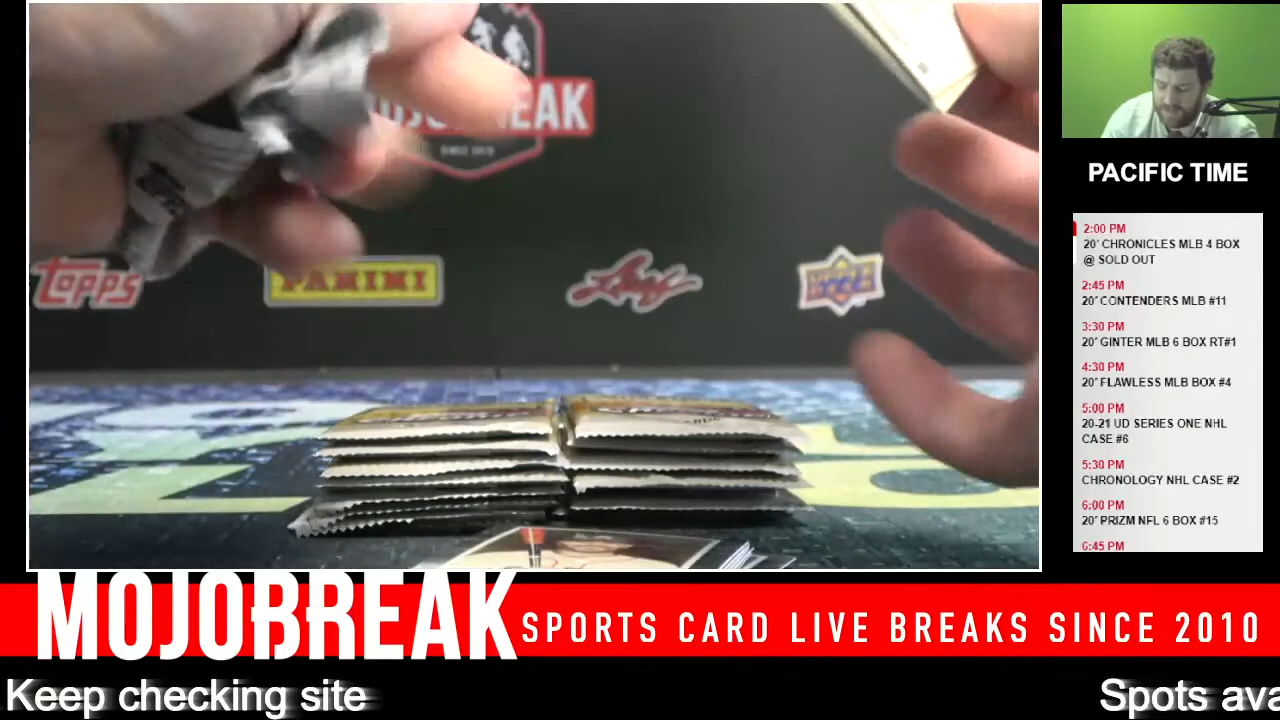 MOJOBREAK
SINCE 2010
topps
PANINI
Leaf
PACIFIC TIME
2:00 PM
20' CHRONICLES MLB 4 BOX
@ SOLD OUT
2:45 PM
20' CONTENDERS MLB #11
3:30 PM
20' GINTER MLB 6 BOX RT#1
4:30 PM
20' FLAWLESS MLB BOX #4
5:00 PM
20-21 UD SERIES ONE NHL
CASE #6
5:30 PM
CHRONOLOGY NHL CASE #2
6:00 PM
20' PRIZM NFL 6 BOX #15
6:45 PM
MOJOBREAK
SPORTS CARD LIVE BREAKS SINCE 2010
Keep checking site
Spots ava